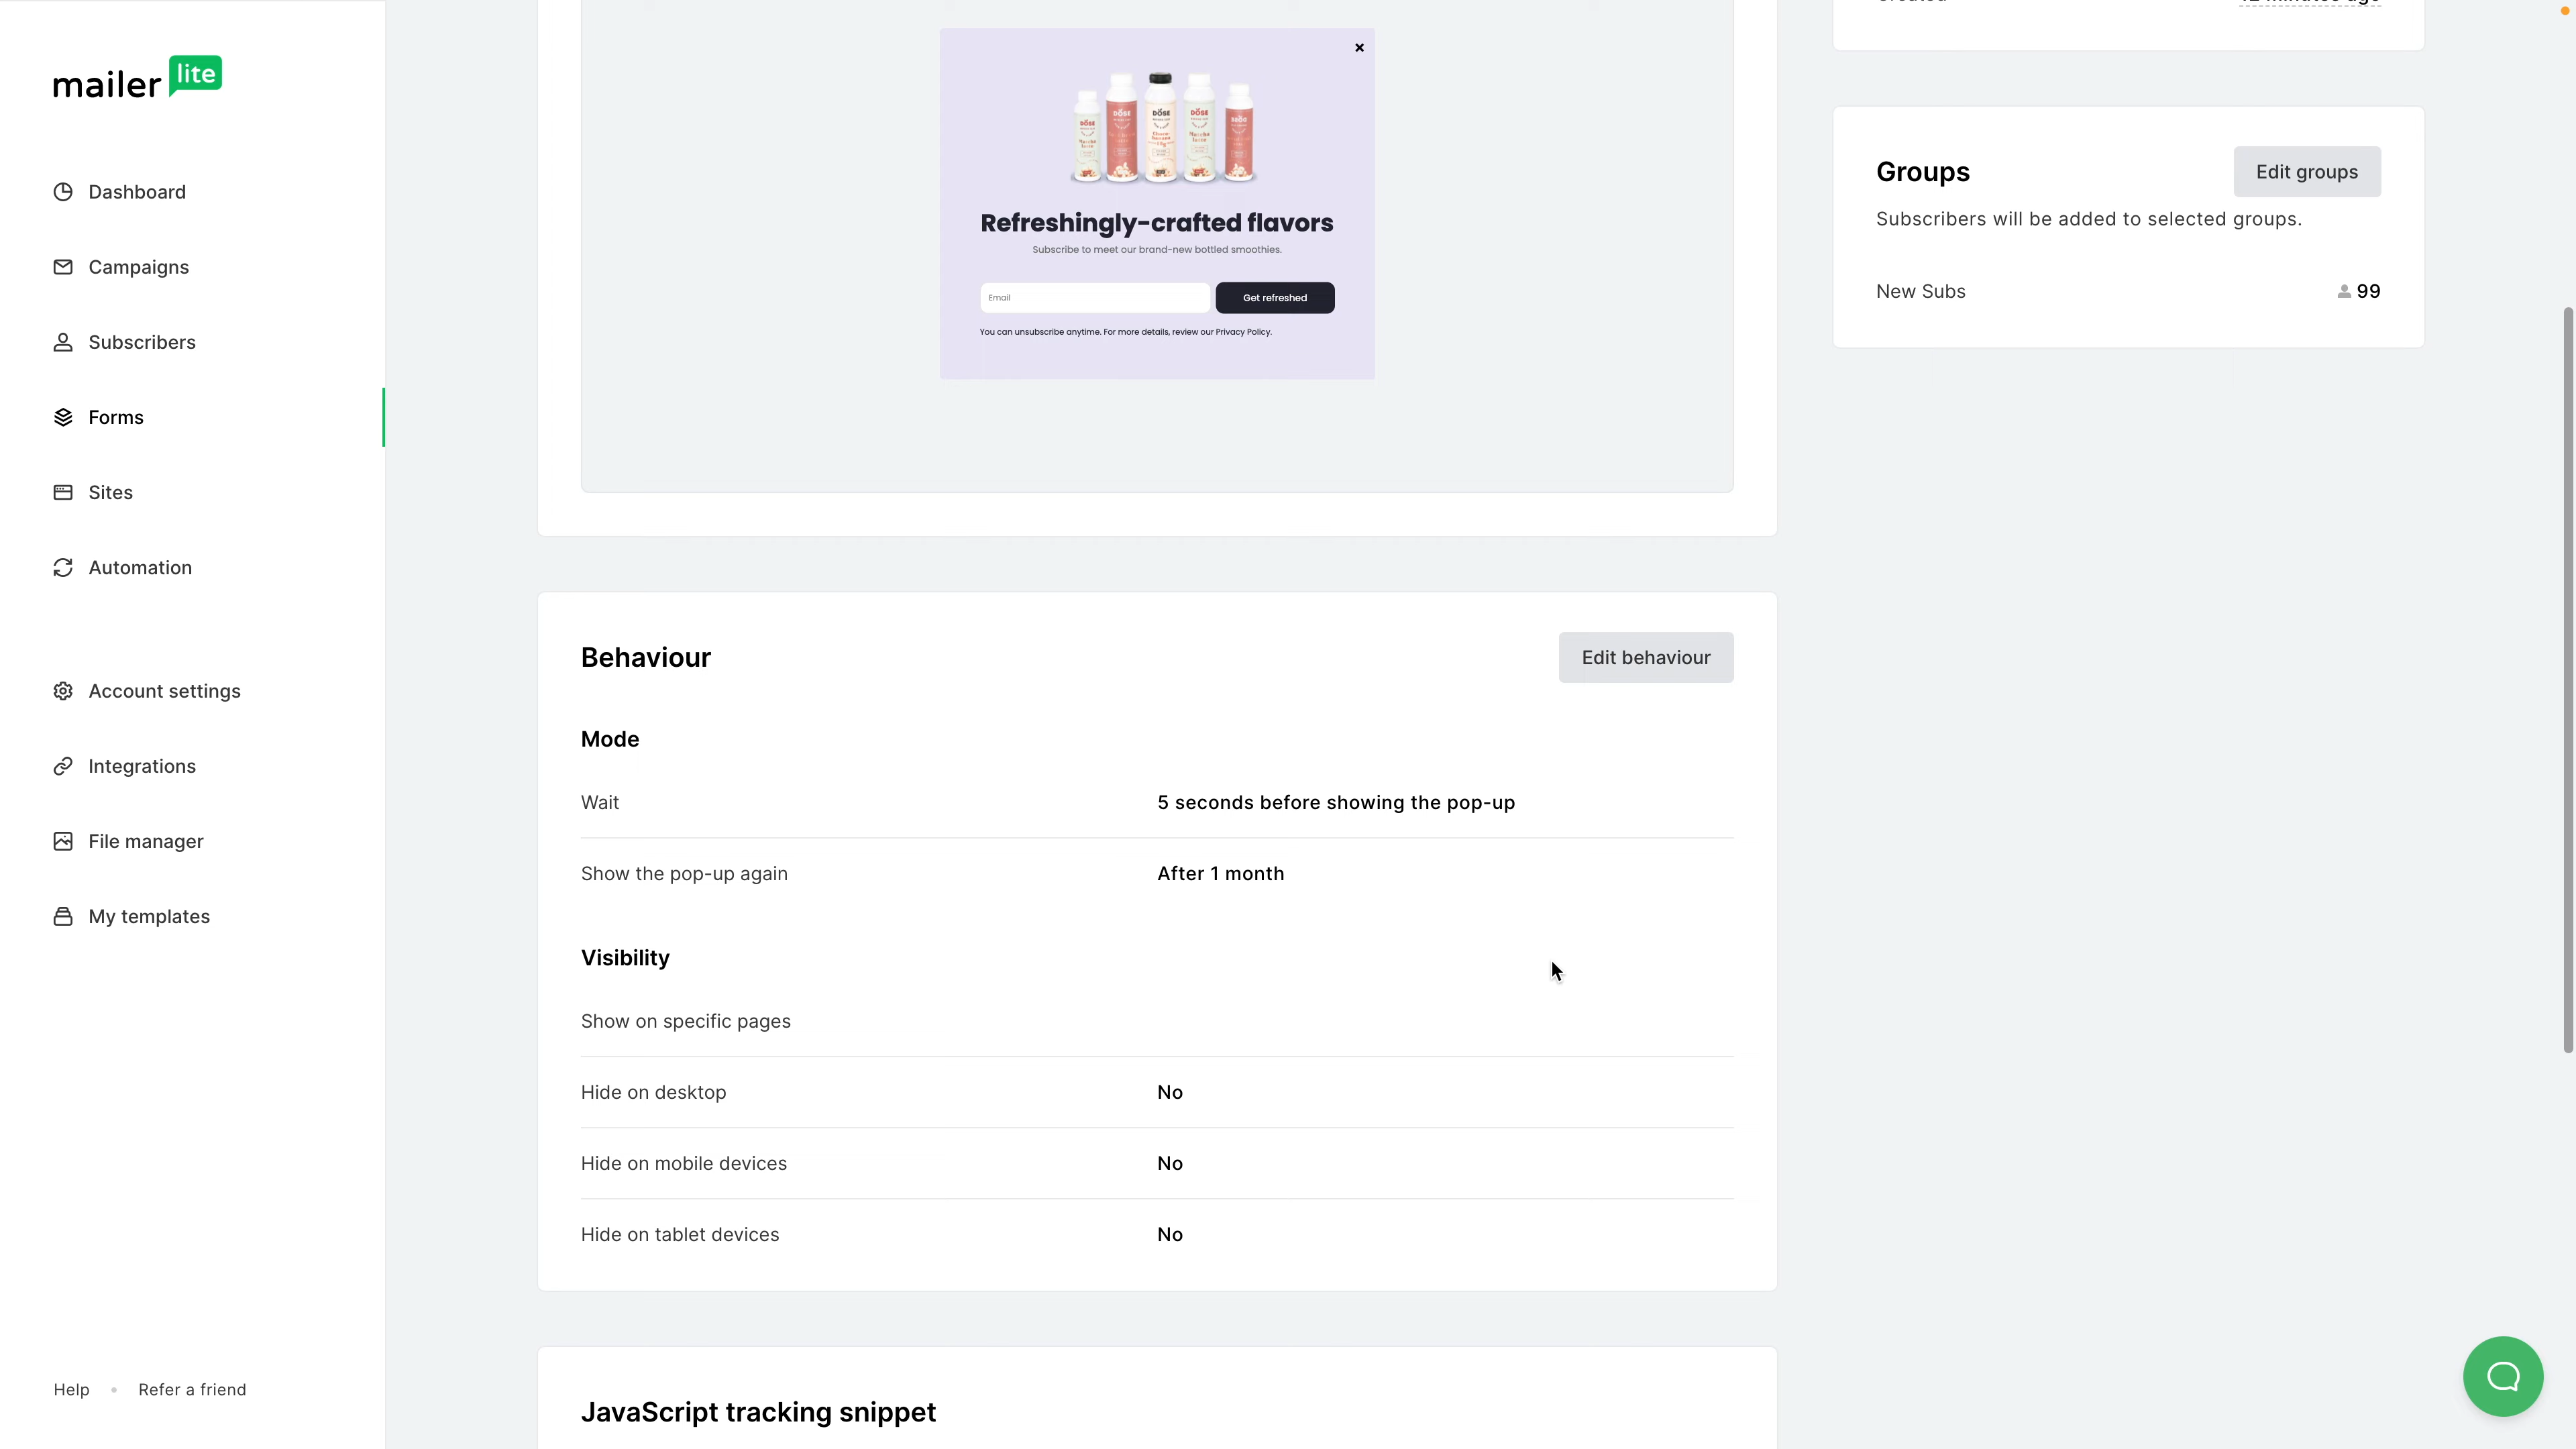 mailer lite
Dashboard
Campaigns
Subscribers
Forms
Sites
Automation
Account settings
Integrations
File manager
My templates
Help • Refer a friend
DOSE DOSE DOSE DOSE
Refreshingly-crafted flavors
Subscribe to meet our brand-new bottled smoothies.
Email Get refreshed
You can unsubscribe anytime. For more details, review our Privacy Policy.
Behaviour Edit behaviour
Mode
Wait 5 seconds before showing the pop-up
Show the pop-up again After 1 month
Visibility
Show on specific pages
Hide on desktop No
Hide on mobile devices No
Hide on tablet devices No
JavaScript tracking snippet
Groups Edit groups
Subscribers will be added to selected groups.
New Subs 99